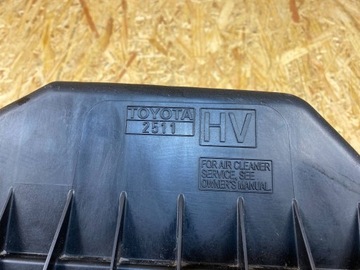 TOYOTA
2511
HV
FOR AIR CLEANER
SERVICE, SEE
OWNER'S MANUAL